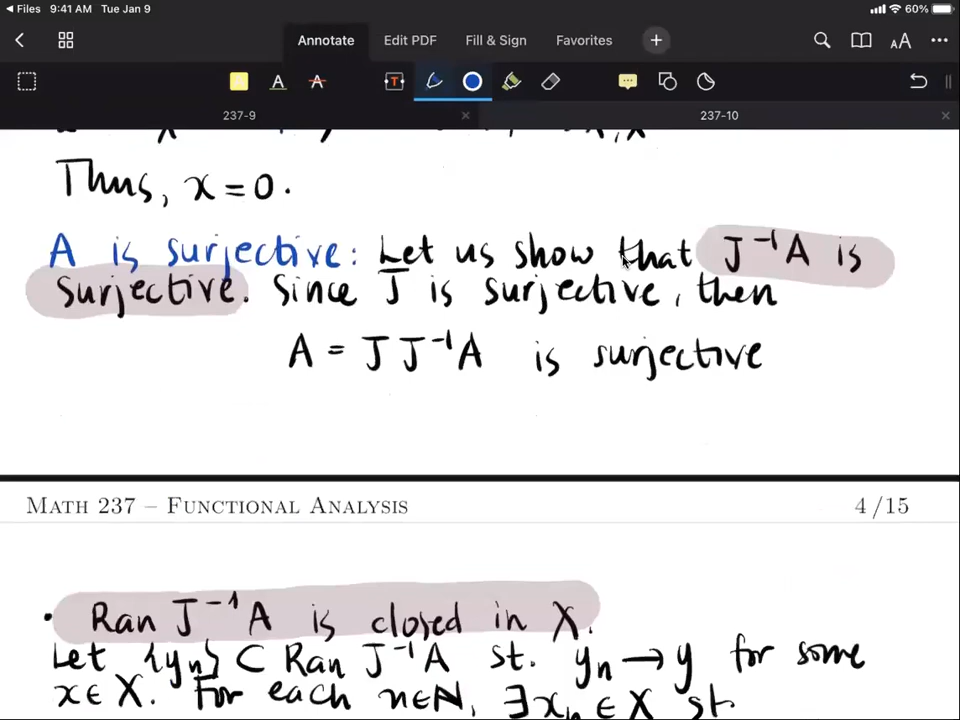 Files 9:41 AM Tue Jan 9 60%
Annotate Edit PDF Fill & Sign Favorites
237-9 237-10
Thus, x = 0.
A is surjective: Let us show that J⁻¹A is
surjective. Since J is surjective, then
A = J J⁻¹A is surjective
MATH 237 – FUNCTIONAL ANALYSIS 4/15
· Ran J⁻¹A is closed in X.
Let {yn} ⊂ Ran J⁻¹A st. yn → y for some
x ∈ X. For each n∈ℕ, ∃xn ∈ X st.